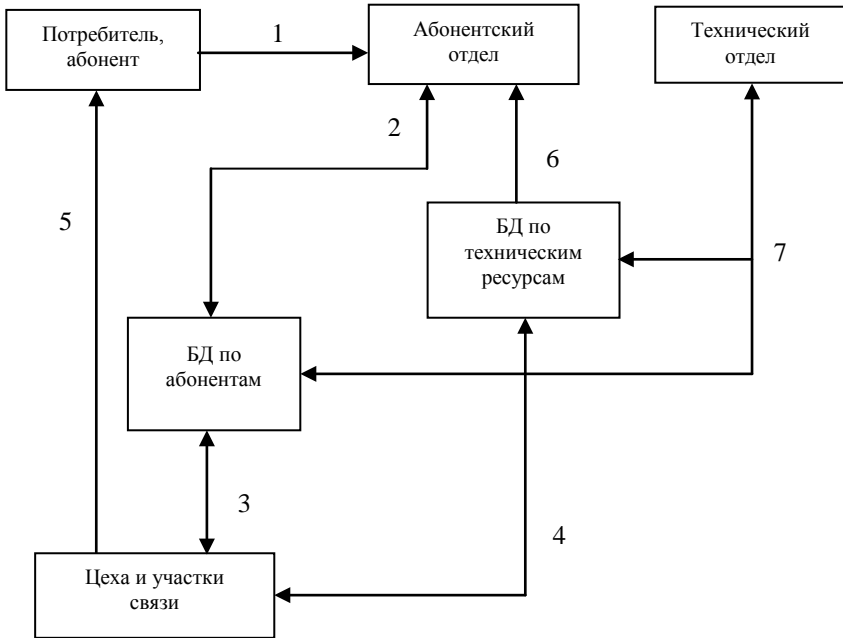 Потребитель,
абонент
1
Абонентский
отдел
Технический
отдел
2
6
5
БД по
техническим
ресурсам
7
БД по
абонентам
3
4
Цеха и участки
связи